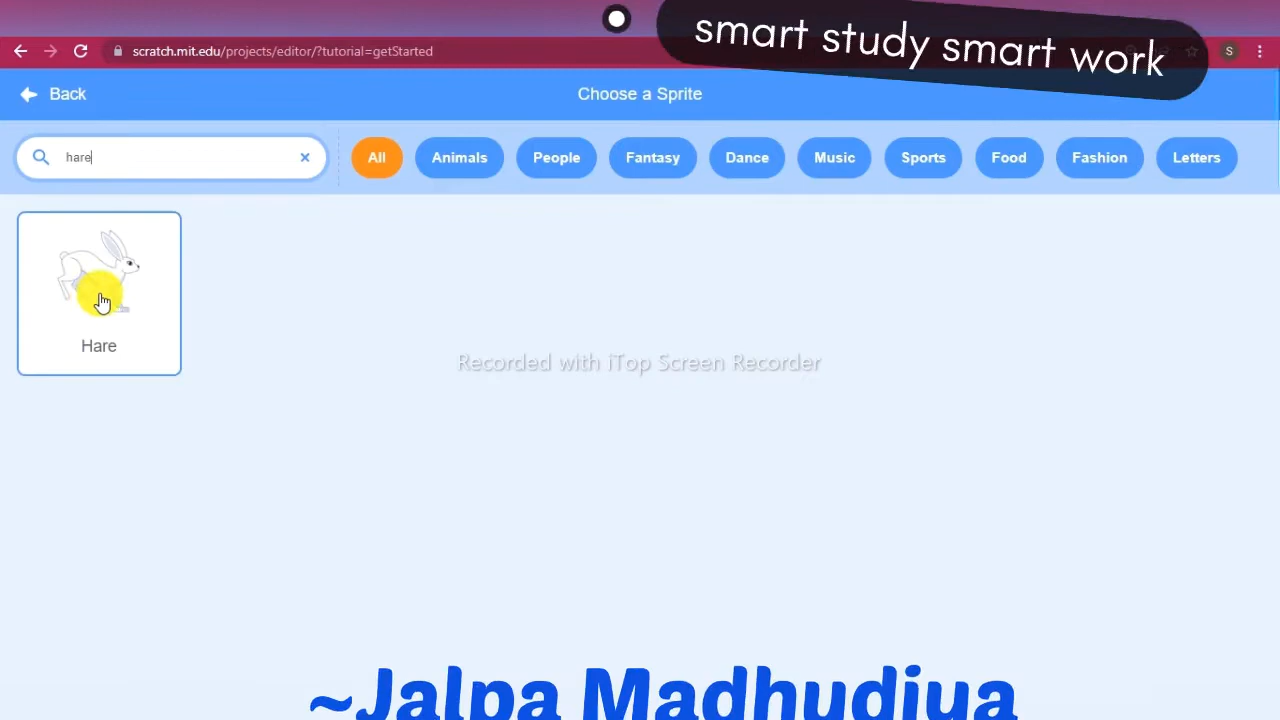 smart study smart work
scratch.mit.edu/projects/editor/?tutorial=getStarted
S
Back
Choose a Sprite
hare
All
Animals
People
Fantasy
Dance
Music
Sports
Food
Fashion
Letters
Hare
Recorded with iTop Screen Recorder
~Jalpa Madhudiya